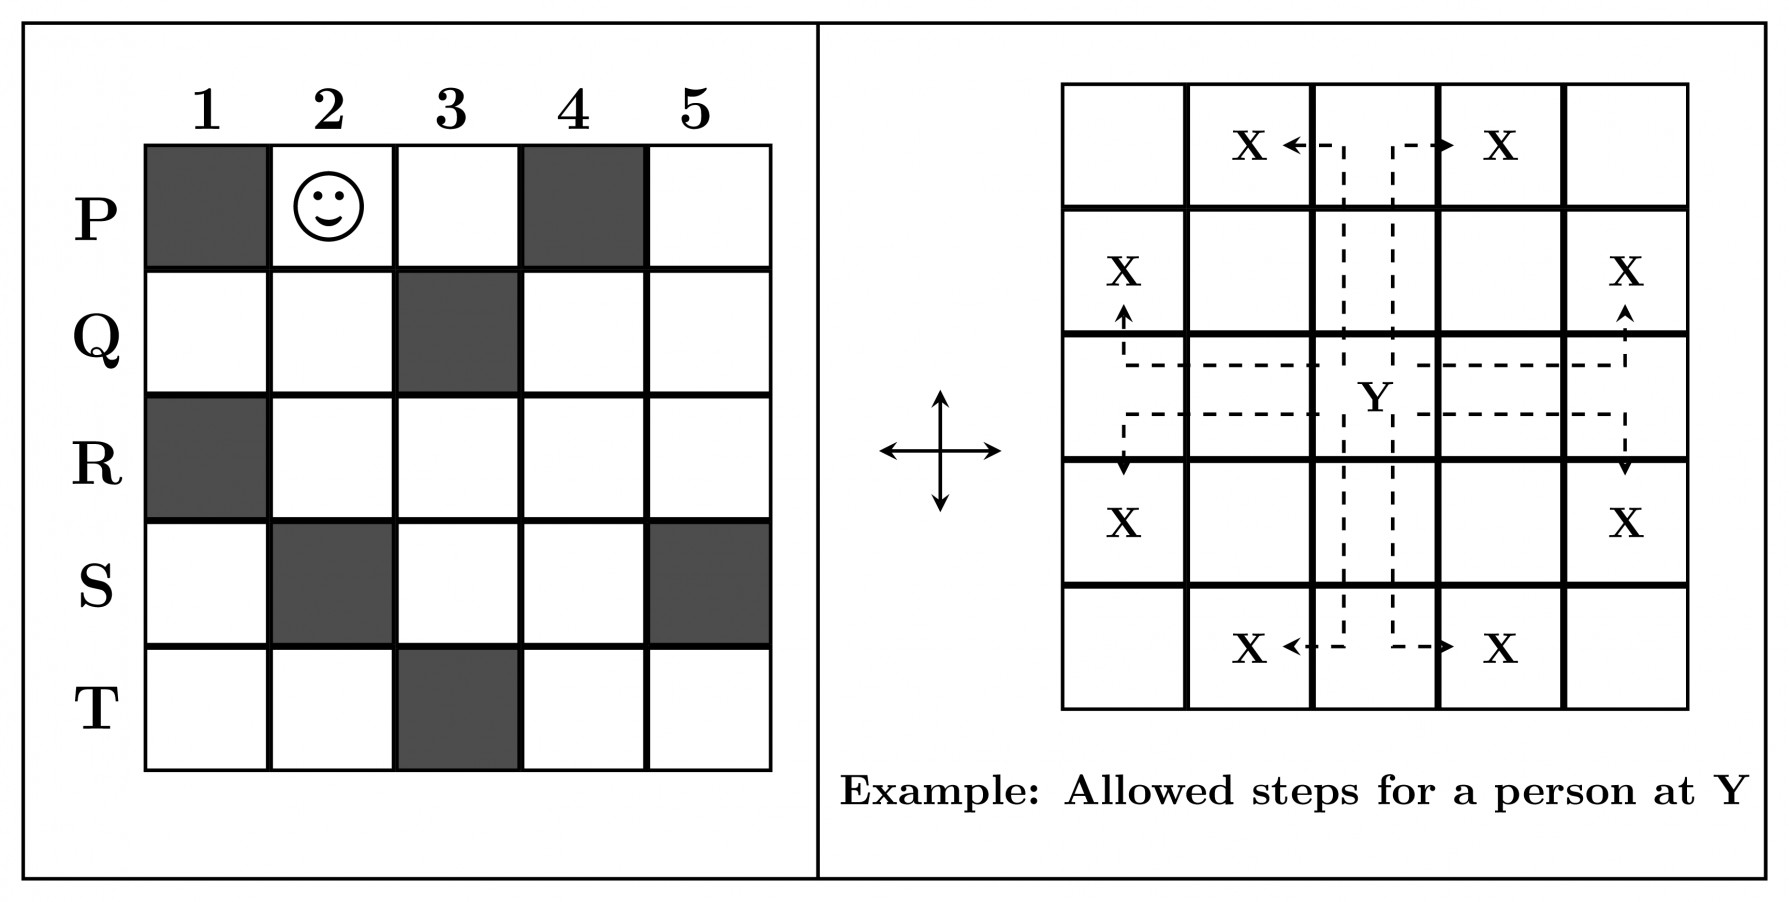 1 2 3 4 5
P
Q
R
S
T
X X
X X
Y
X X
X X
Example: Allowed steps for a person at Y